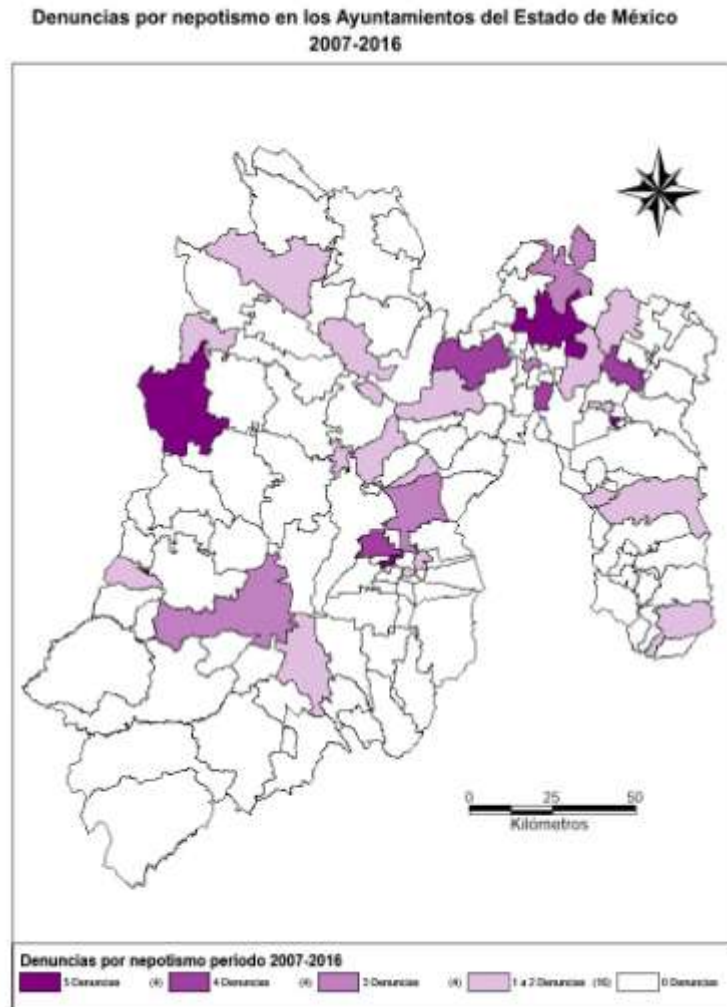 Denuncias por nepotismo en los Ayuntamientos del Estado de México
2007-2016
0 25 50
Kilómetros
Denuncias por nepotismo periodo 2007-2016
5 Denuncias (4) 4 Denuncias (4) 3 Denuncias (4) 1 a 2 Denuncias (16) 0 Denuncias